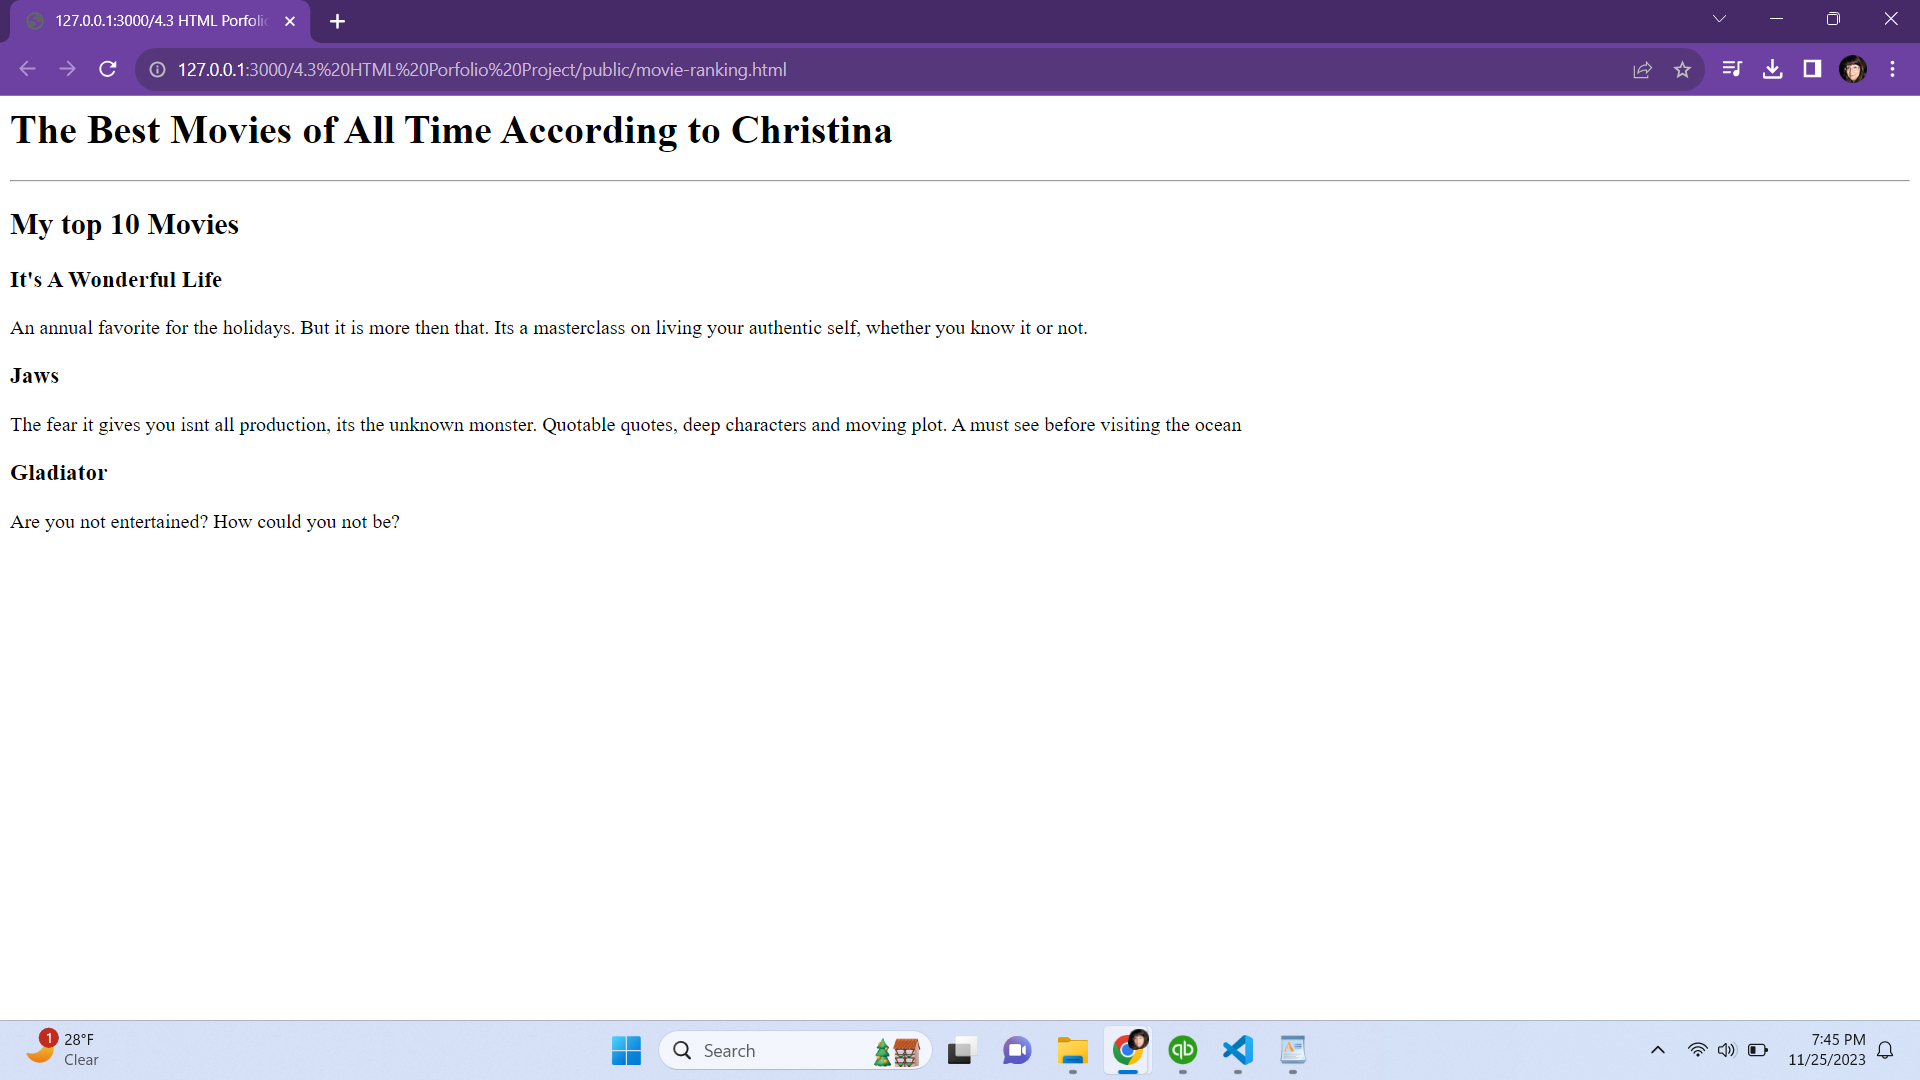 127.0.0.1:3000/4.3 HTML Porfolio
127.0.0.1:3000/4.3%20HTML%20Porfolio%20Project/public/movie-ranking.html
The Best Movies of All Time According to Christina
My top 10 Movies
It's A Wonderful Life
An annual favorite for the holidays. But it is more then that. Its a masterclass on living your authentic self, whether you know it or not.
Jaws
The fear it gives you isnt all production, its the unknown monster. Quotable quotes, deep characters and moving plot. A must see before visiting the ocean
Gladiator
Are you not entertained? How could you not be?
1
28°F
Clear
Search
qb
7:45 PM
11/25/2023